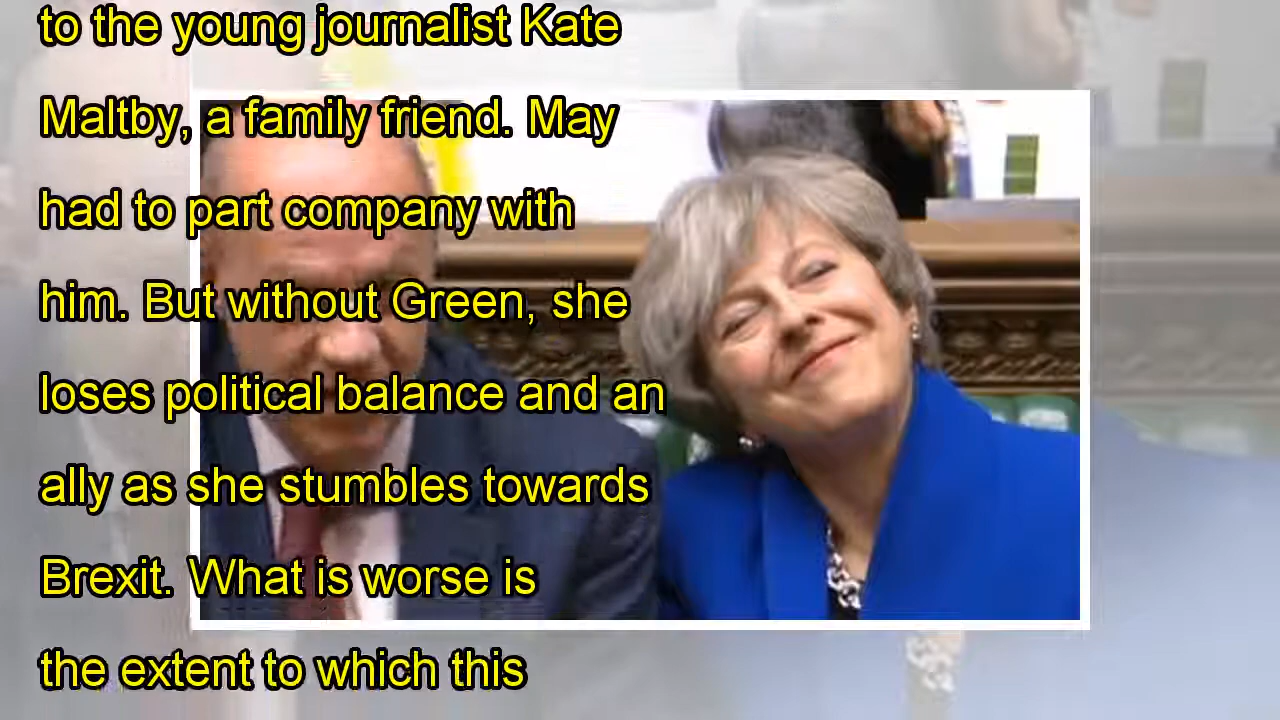 to the young journalist Kate
Maltby, a family friend. May
had to part company with
him. But without Green, she
loses political balance and an
ally as she stumbles towards
Brexit. What is worse is
the extent to which this